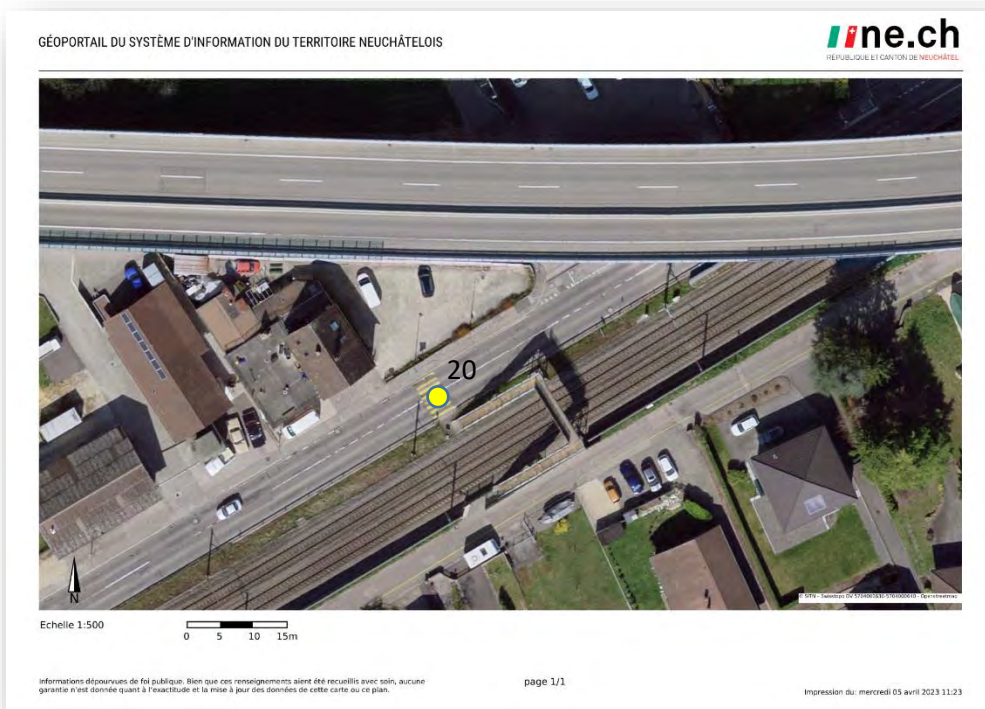 GÉOPORTAIL DU SYSTÈME D'INFORMATION DU TERRITOIRE NEUCHÂTELOIS
ne.ch
RÉPUBLIQUE ET CANTON DE NEUCHÂTEL
20
N
Echelle 1:500
0 5 10 15m
Informations dépourvues de foi publique. Bien que ces renseignements aient été recueillis avec soin, aucune
garantie n'est donnée quant à l'exactitude et la mise à jour des données de cette carte ou ce plan.
page 1/1
Impression du: mercredi 05 avril 2023 11:23